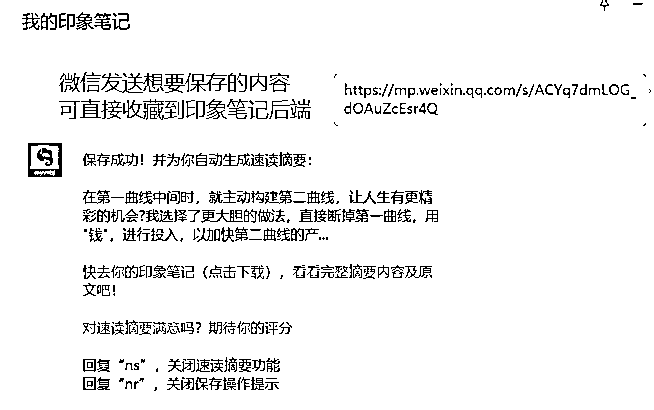 我的印象笔记
微信发送想要保存的内容
可直接收藏到印象笔记后端
https://mp.weixin.qq.com/s/ACYq7dmLOG_
dOAuZcEsr4Q
保存成功！并为你自动生成速读摘要：
在第一曲线中间时，就主动构建第二曲线，让人生有更精
彩的机会?我选择了更大胆的做法，直接断掉第一曲线，用
"钱"，进行投入，以加快第二曲线的产...
快去你的印象笔记（点击下载），看看完整摘要内容及原
文吧！
对速读摘要满意吗？期待你的评分
回复“ns”，关闭速读摘要功能
回复“nr”，关闭保存操作提示